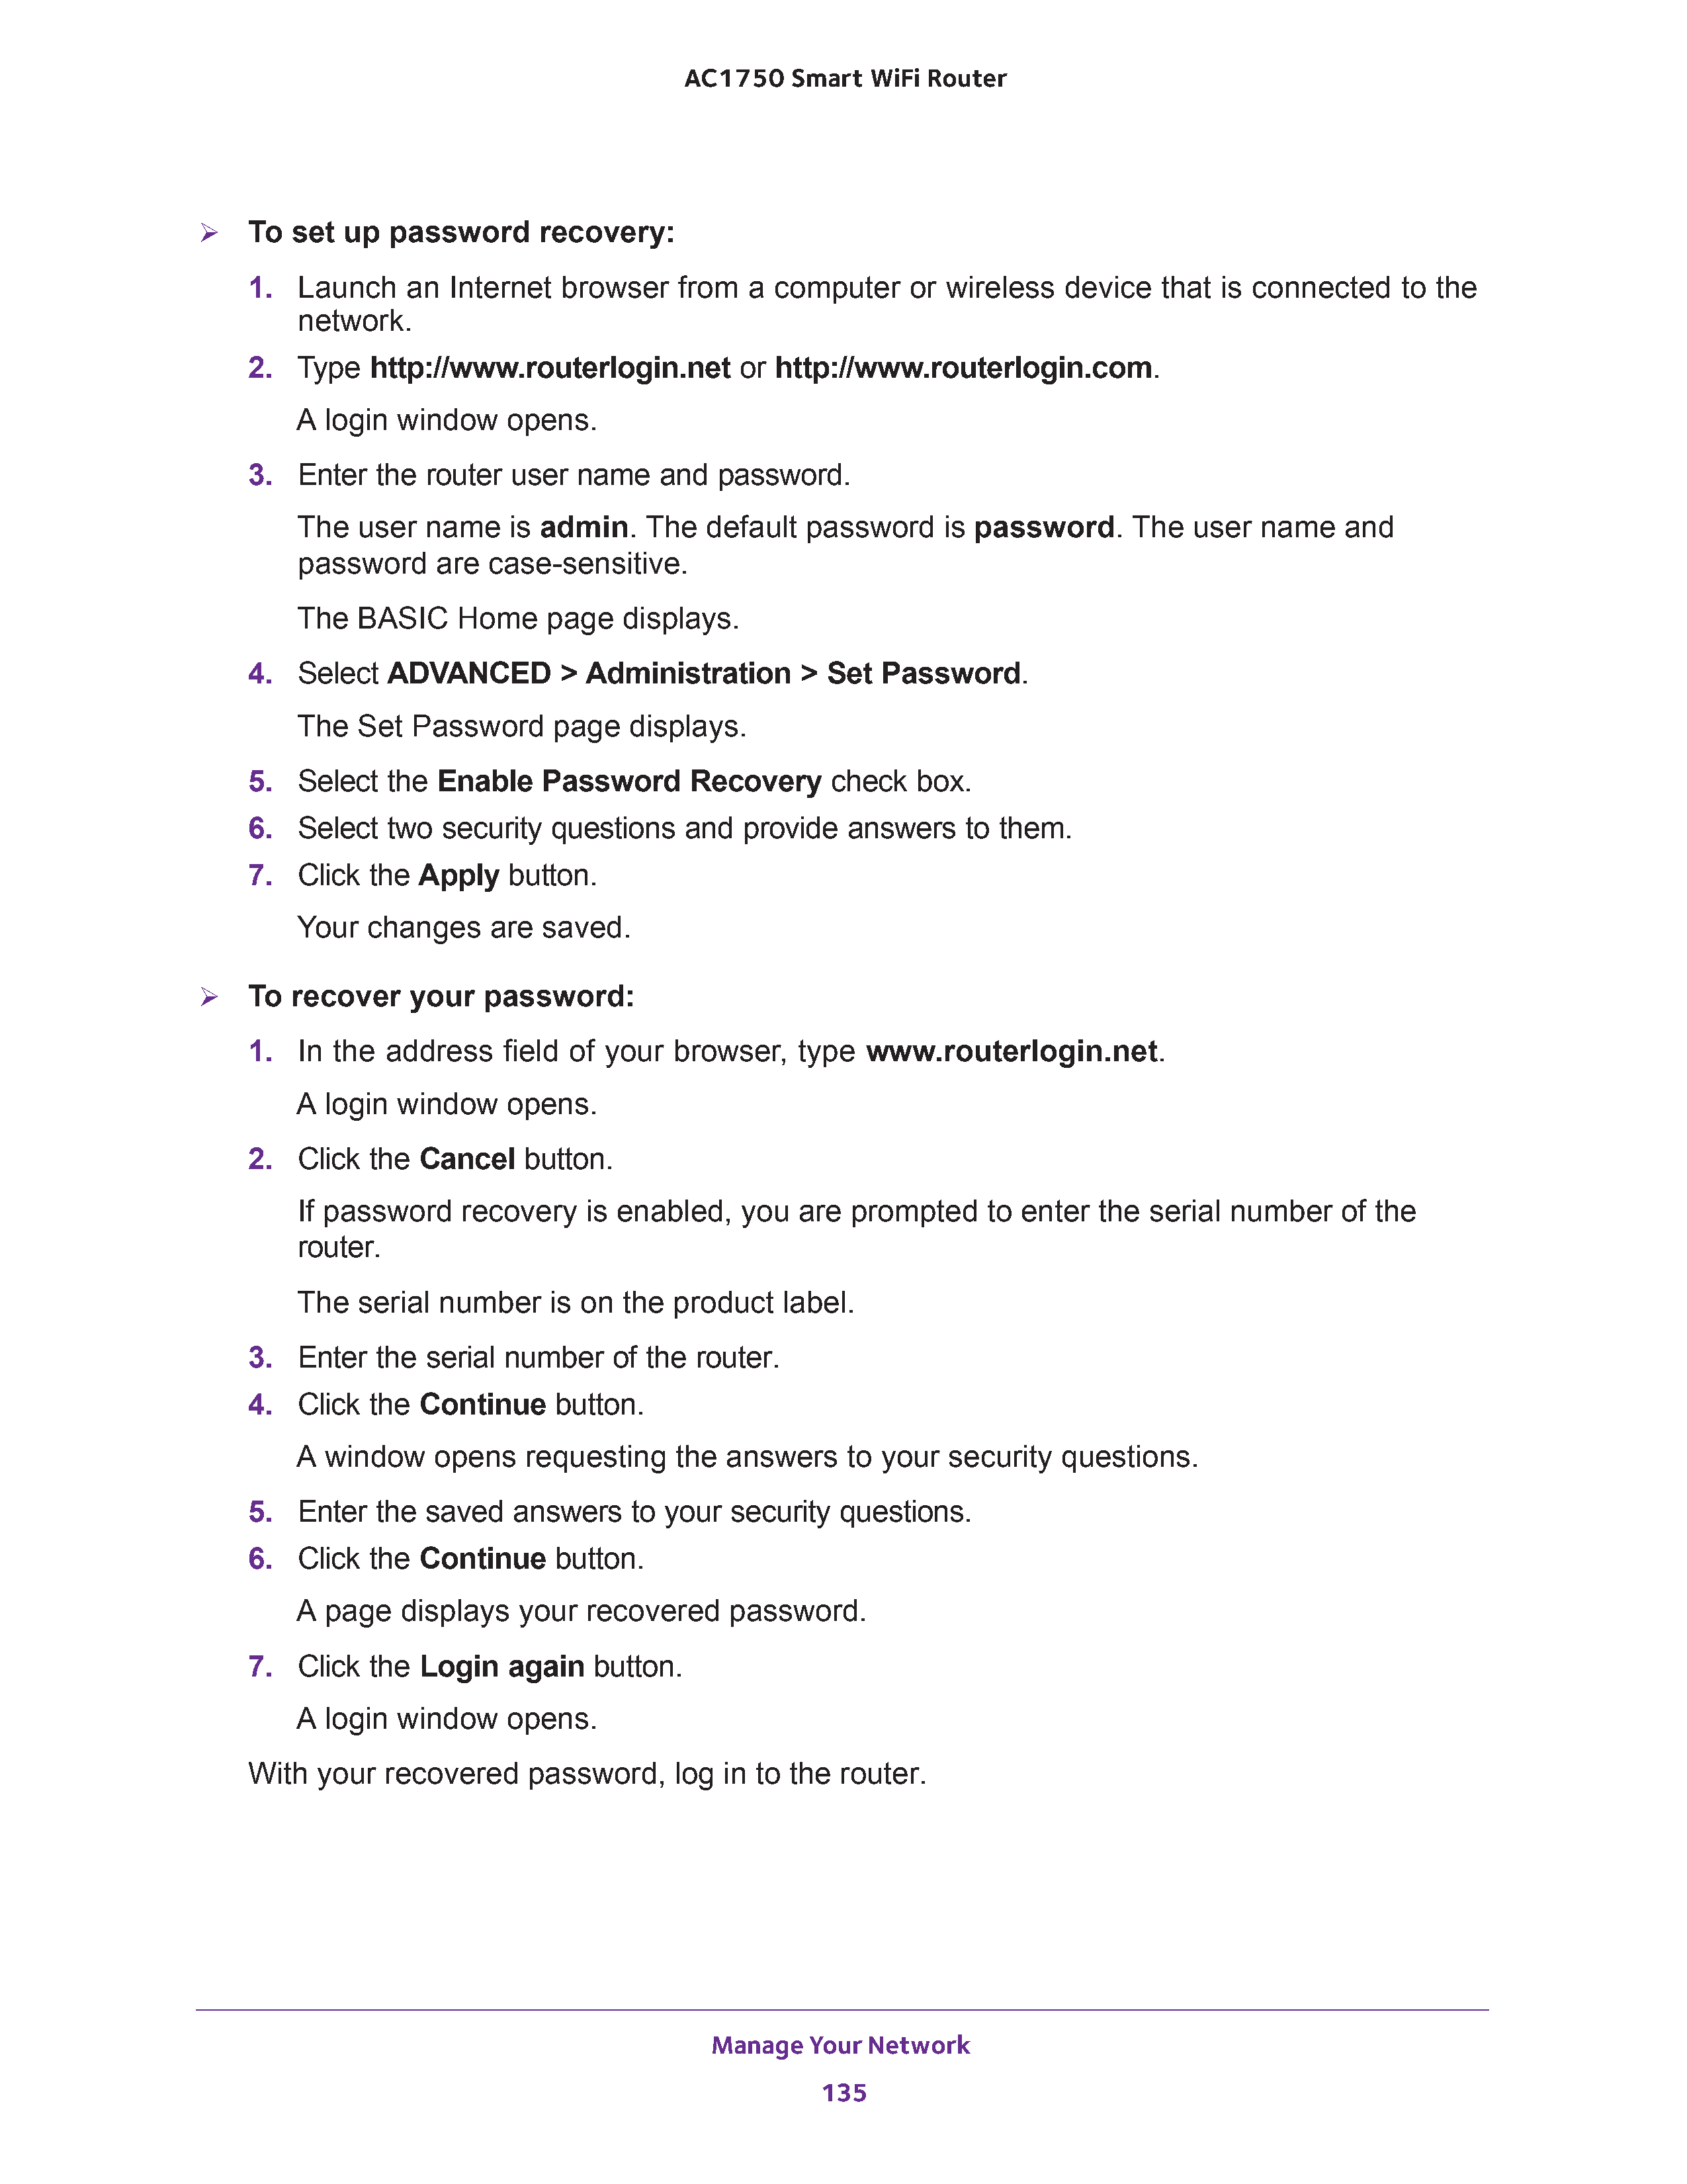 AC1750 Smart WiFi Router
➢ To set up password recovery:
1. Launch an Internet browser from a computer or wireless device that is connected to the
network.
2. Type http://www.routerlogin.net or http://www.routerlogin.com.
A login window opens.
3. Enter the router user name and password.
The user name is admin. The default password is password. The user name and
password are case-sensitive.
The BASIC Home page displays.
4. Select ADVANCED > Administration > Set Password.
The Set Password page displays.
5. Select the Enable Password Recovery check box.
6. Select two security questions and provide answers to them.
7. Click the Apply button.
Your changes are saved.
➢ To recover your password:
1. In the address field of your browser, type www.routerlogin.net.
A login window opens.
2. Click the Cancel button.
If password recovery is enabled, you are prompted to enter the serial number of the
router.
The serial number is on the product label.
3. Enter the serial number of the router.
4. Click the Continue button.
A window opens requesting the answers to your security questions.
5. Enter the saved answers to your security questions.
6. Click the Continue button.
A page displays your recovered password.
7. Click the Login again button.
A login window opens.
With your recovered password, log in to the router.
Manage Your Network
135